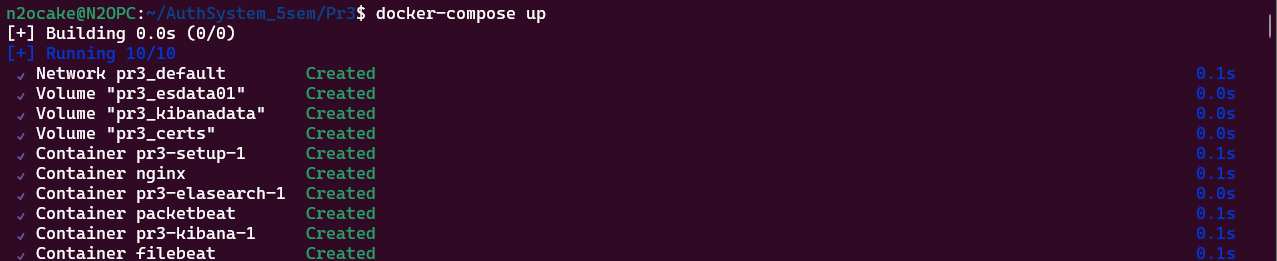 n2ocake@N2OPC:~/AuthSystem_5sem/Pr3$ docker-compose up
[+] Building 0.0s (0/0)
[+] Running 10/10
✓ Network pr3_default Created 0.1s
✓ Volume "pr3_esdata01" Created 0.0s
✓ Volume "pr3_kibanadata" Created 0.0s
✓ Volume "pr3_certs" Created 0.0s
✓ Container pr3-setup-1 Created 0.1s
✓ Container nginx Created 0.1s
✓ Container pr3-elasearch-1 Created 0.0s
✓ Container packetbeat Created 0.1s
✓ Container pr3-kibana-1 Created 0.1s
✓ Container filebeat Created 0.1s